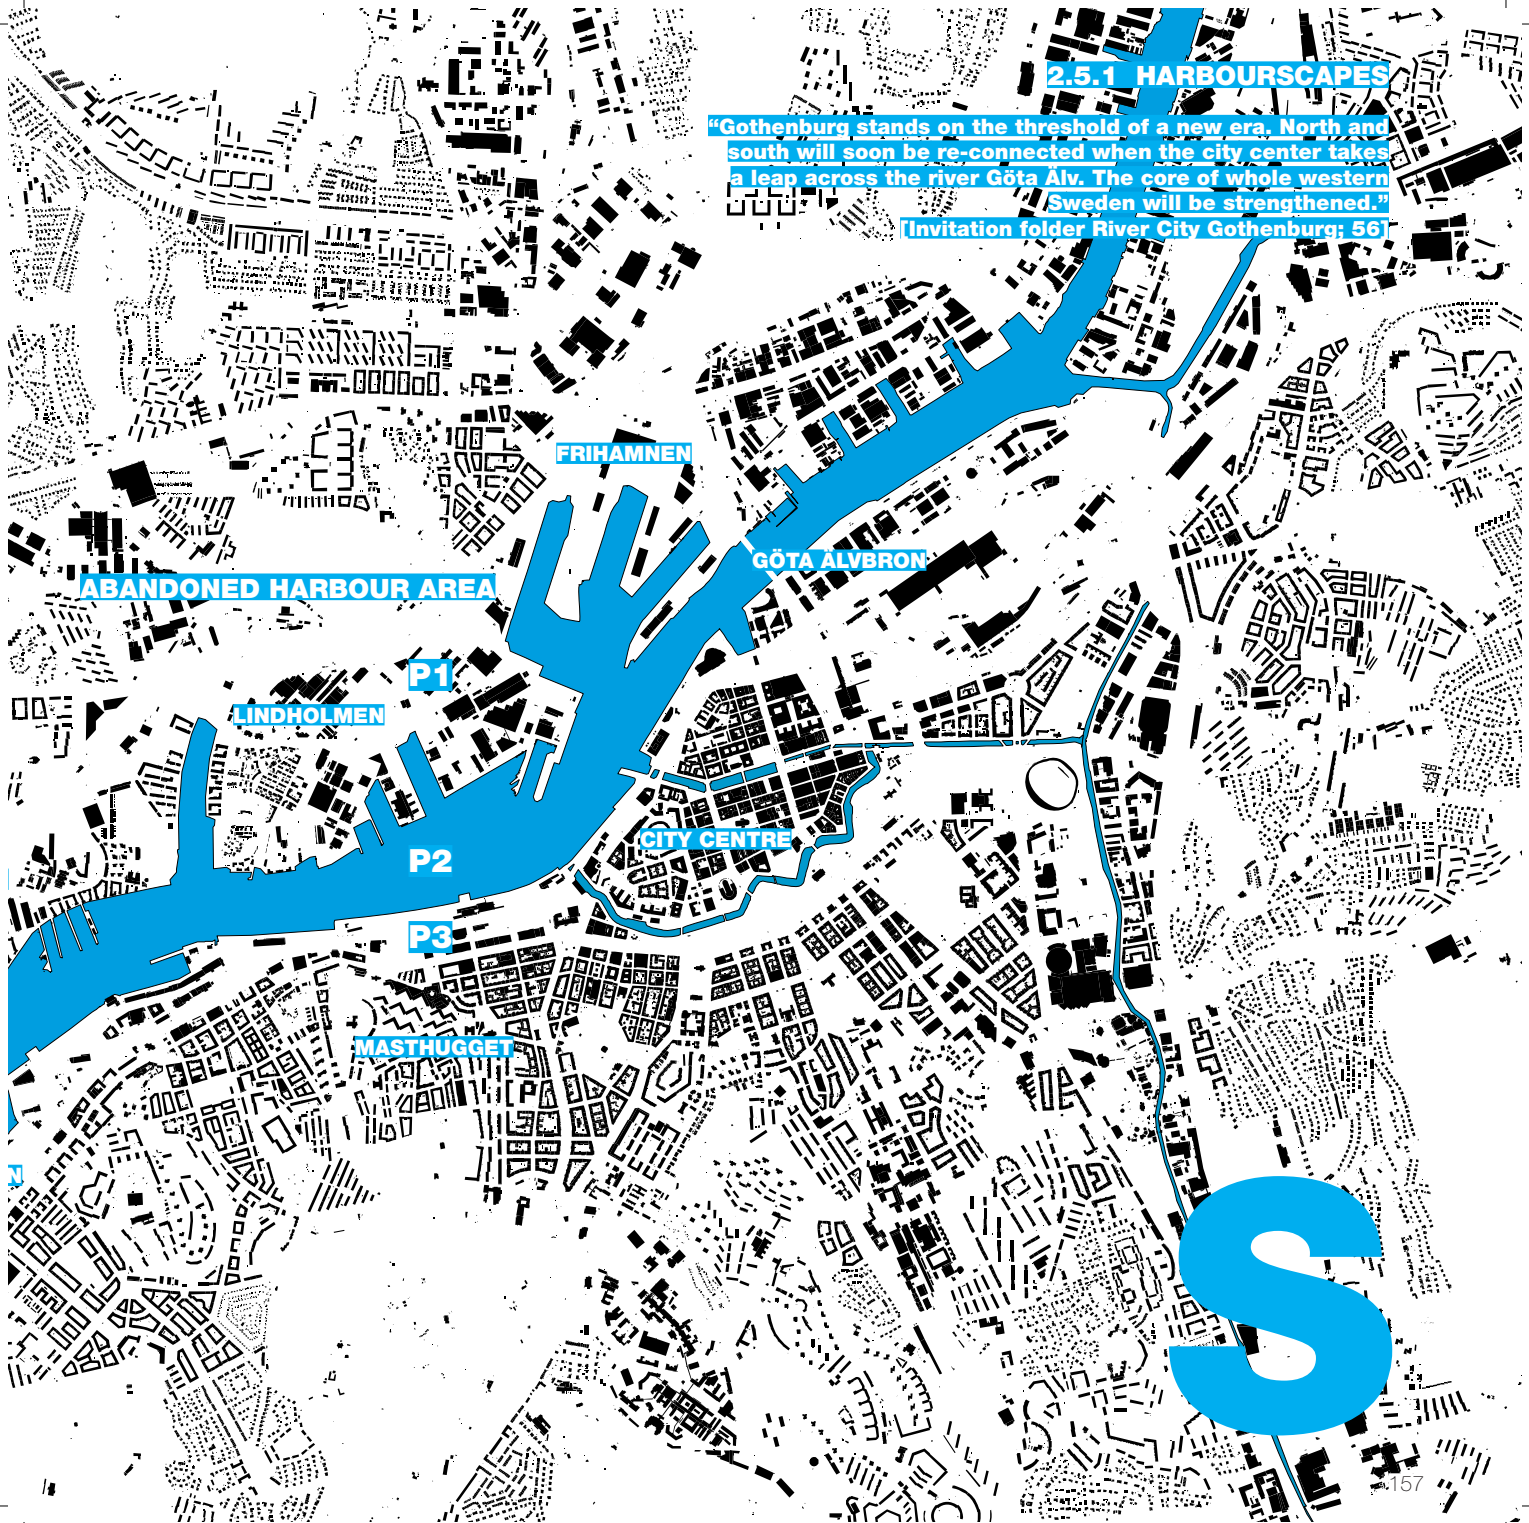 2.5.1 HARBOURSCAPES
“Gothenburg stands on the threshold of a new era. North and
south will soon be re-connected when the city center takes
a leap across the river Göta Älv. The core of whole western
Sweden will be strengthened.”
[Invitation folder River City Gothenburg; 56]
FRIHAMNEN
GÖTA ÄLVBRON
ABANDONED HARBOUR AREA
P1
LINDHOLMEN
CITY CENTRE
P2
P3
MASTHUGGET
N
S
157